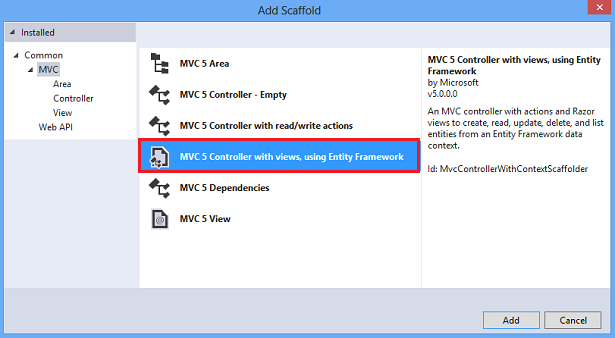 Add Scaffold
Installed
Common
MVC
Area
Controller
View
Web API
MVC 5 Area
MVC 5 Controller - Empty
MVC 5 Controller with read/write actions
MVC 5 Controller with views, using Entity Framework
MVC 5 Dependencies
MVC 5 View
MVC 5 Controller with views, using Entity
Framework
by Microsoft
v5.0.0.0
An MVC controller with actions and Razor
views to create, read, update, delete, and list
entities from an Entity Framework data
context.
Id: MvcControllerWithContextScaffolder
Add
Cancel